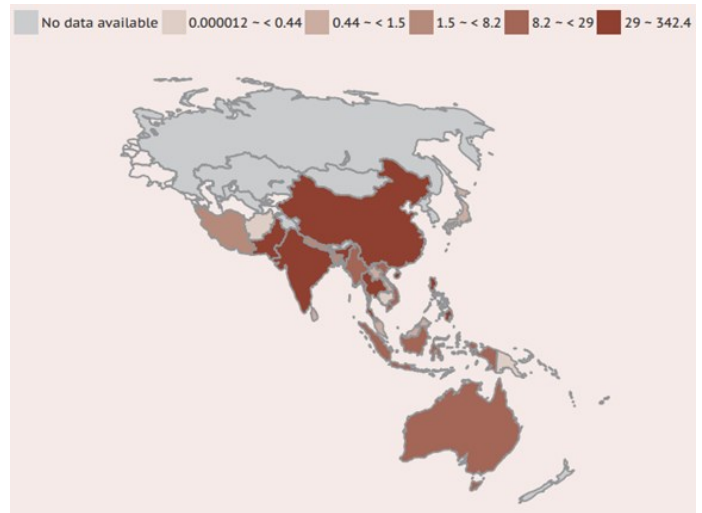 No data available 0.000012 ~ < 0.44 0.44 ~ < 1.5 1.5 ~ < 8.2 8.2 ~ < 29 29 ~ 342.4